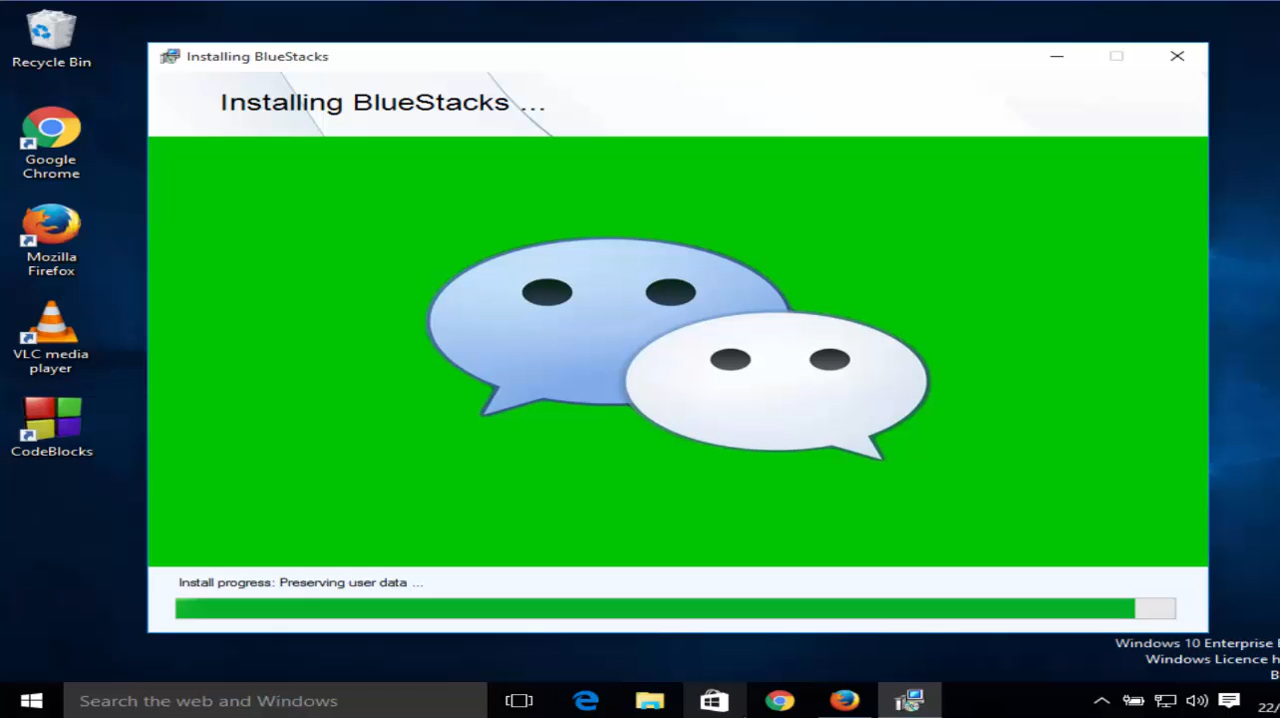 Recycle Bin
Google
Chrome
Mozilla
Firefox
VLC media
player
CodeBlocks
Installing BlueStacks
Installing BlueStacks ...
Install progress: Preserving user data ...
Windows 10 Enterprise
Windows Licence h
B
Search the web and Windows
22/